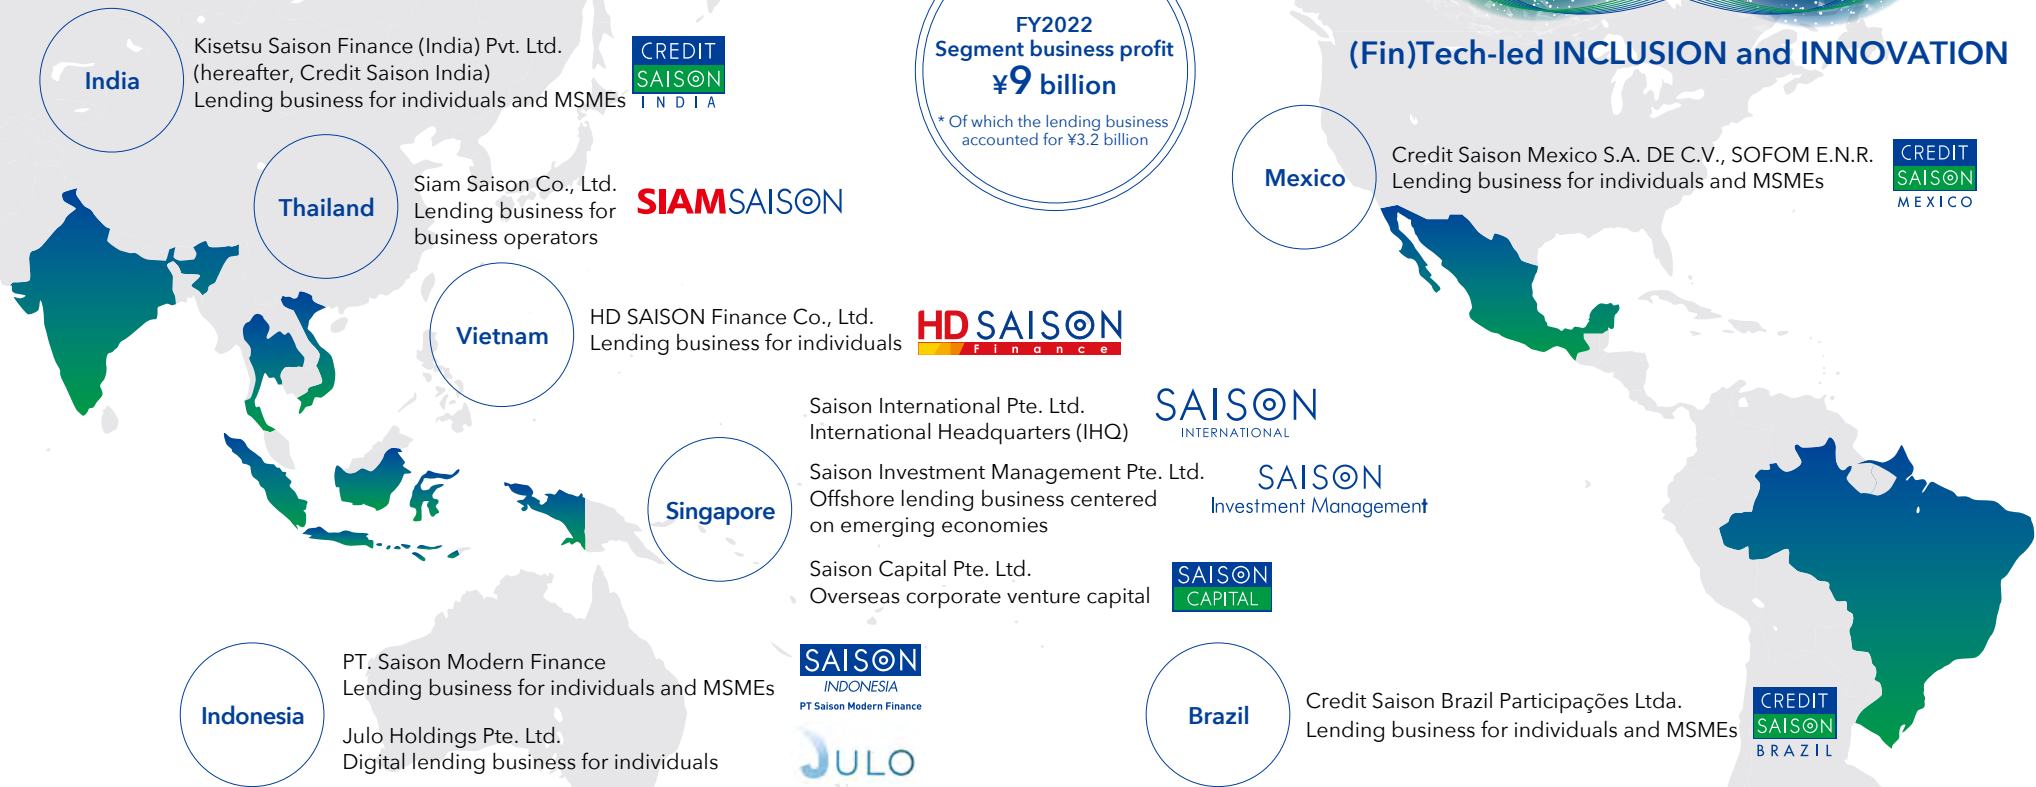 FY2022
Segment business profit
¥9 billion
* Of which the lending business
accounted for ¥3.2 billion
(Fin)Tech-led INCLUSION and INNOVATION
India
Kisetsu Saison Finance (India) Pvt. Ltd.
(hereafter, Credit Saison India)
Lending business for individuals and MSMEs
CREDIT
SAISON
INDIA
Thailand
Siam Saison Co., Ltd.
Lending business for
business operators
SIAMSAISON
Mexico
Credit Saison Mexico S.A. DE C.V., SOFOM E.N.R.
Lending business for individuals and MSMEs
CREDIT
SAISON
MEXICO
Vietnam
HD SAISON Finance Co., Ltd.
Lending business for individuals
HD SAISON
Finance
Singapore
Saison International Pte. Ltd.
International Headquarters (IHQ)
SAISON
INTERNATIONAL
Saison Investment Management Pte. Ltd.
Offshore lending business centered
on emerging economies
SAISON
Investment Management
Saison Capital Pte. Ltd.
Overseas corporate venture capital
SAISON
CAPITAL
Indonesia
PT. Saison Modern Finance
Lending business for individuals and MSMEs
SAISON
INDONESIA
PT Saison Modern Finance
Julo Holdings Pte. Ltd.
Digital lending business for individuals
JULO
Brazil
Credit Saison Brazil Participações Ltda.
Lending business for individuals and MSMEs
CREDIT
SAISON
BRAZIL